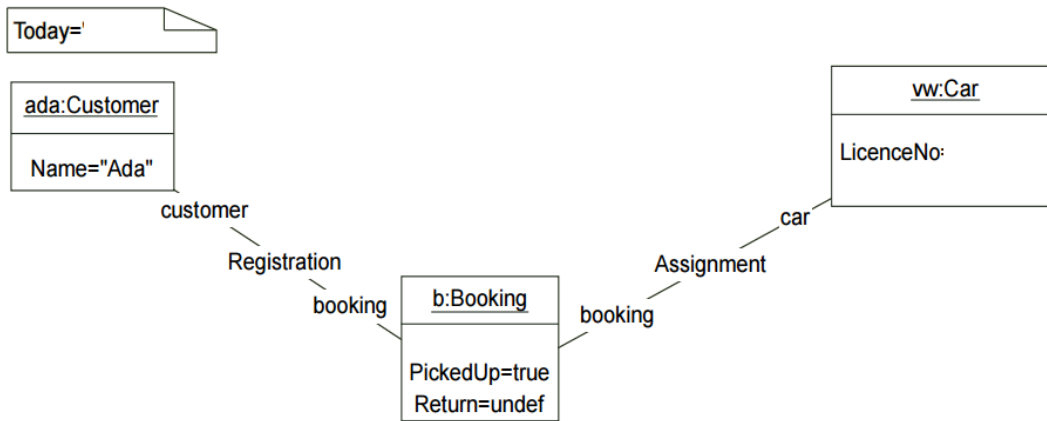 Today='
ada:Customer
Name="Ada"
vw:Car
LicenceNo:
customer
Registration
booking
b:Booking
PickedUp=true
Return=undef
car
Assignment
booking